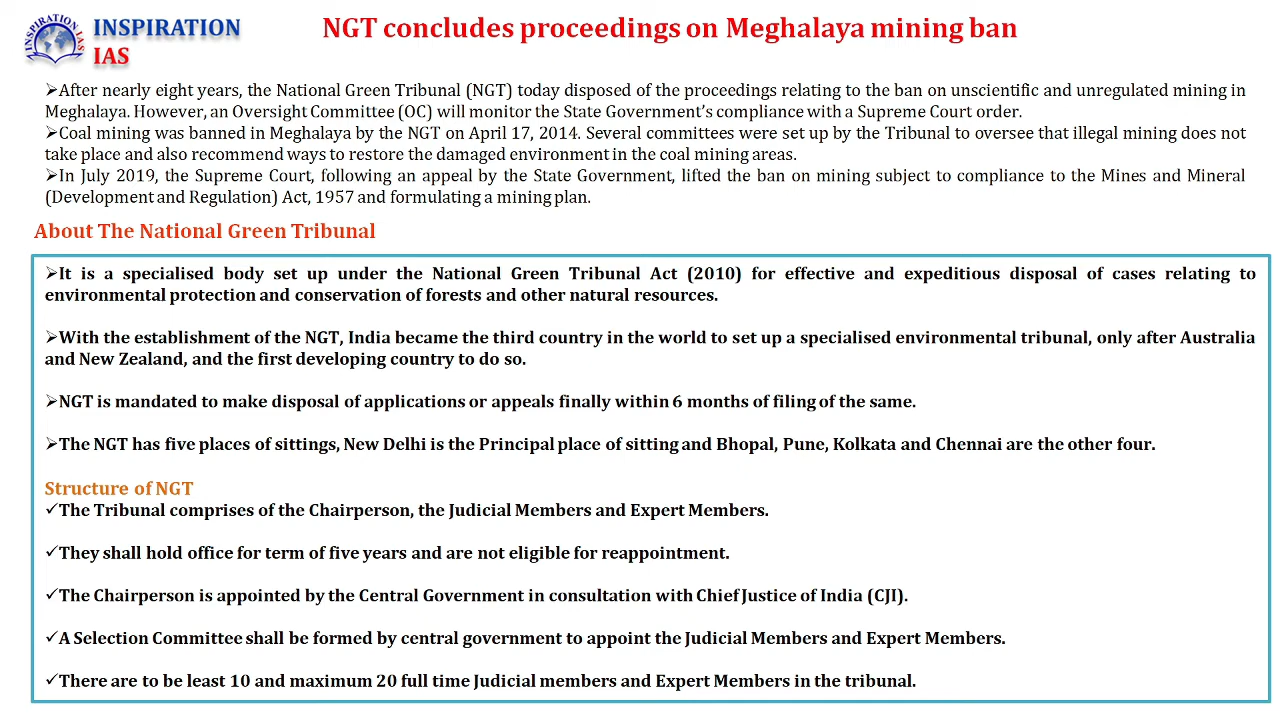 INSPIRATION IAS
INSPIRATION
IAS
NGT concludes proceedings on Meghalaya mining ban
➢After nearly eight years, the National Green Tribunal (NGT) today disposed of the proceedings relating to the ban on unscientific and unregulated mining in
Meghalaya. However, an Oversight Committee (OC) will monitor the State Government's compliance with a Supreme Court order.
➢Coal mining was banned in Meghalaya by the NGT on April 17, 2014. Several committees were set up by the Tribunal to oversee that illegal mining does not
take place and also recommend ways to restore the damaged environment in the coal mining areas.
➢In July 2019, the Supreme Court, following an appeal by the State Government, lifted the ban on mining subject to compliance to the Mines and Mineral
(Development and Regulation) Act, 1957 and formulating a mining plan.
About The National Green Tribunal
➢It is a specialised body set up under the National Green Tribunal Act (2010) for effective and expeditious disposal of cases relating to
environmental protection and conservation of forests and other natural resources.
➢With the establishment of the NGT, India became the third country in the world to set up a specialised environmental tribunal, only after Australia
and New Zealand, and the first developing country to do so.
➢NGT is mandated to make disposal of applications or appeals finally within 6 months of filing of the same.
➢The NGT has five places of sittings, New Delhi is the Principal place of sitting and Bhopal, Pune, Kolkata and Chennai are the other four.
Structure of NGT
✓The Tribunal comprises of the Chairperson, the Judicial Members and Expert Members.
✓They shall hold office for term of five years and are not eligible for reappointment.
✓The Chairperson is appointed by the Central Government in consultation with Chief Justice of India (CJI).
✓A Selection Committee shall be formed by central government to appoint the Judicial Members and Expert Members.
✓There are to be least 10 and maximum 20 full time Judicial members and Expert Members in the tribunal.